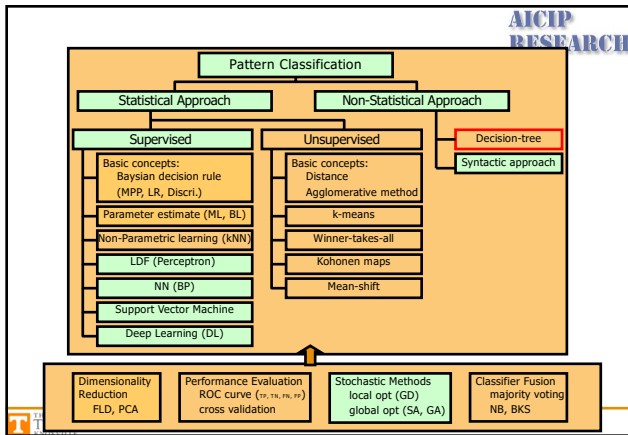 AICIP
RESEARCH
Pattern Classification
Statistical Approach
Non-Statistical Approach
Supervised
Unsupervised
Decision-tree
Syntactic approach
Basic concepts:
Baysian decision rule
(MPP, LR, Discri.)
Parameter estimate (ML, BL)
Non-Parametric learning (kNN)
LDF (Perceptron)
NN (BP)
Support Vector Machine
Deep Learning (DL)
Basic concepts:
Distance
Agglomerative method
k-means
Winner-takes-all
Kohonen maps
Mean-shift
Dimensionality
Reduction
FLD, PCA
Performance Evaluation
ROC curve (TP, TN, FN, FP)
cross validation
Stochastic Methods
local opt (GD)
global opt (SA, GA)
Classifier Fusion
majority voting
NB, BKS
T